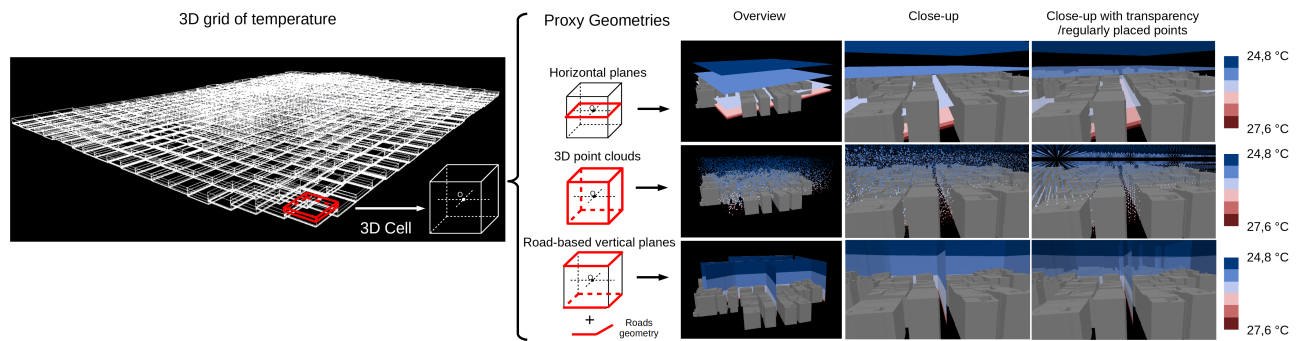 3D grid of temperature
Proxy Geometries
Overview
Close-up
Close-up with transparency
/regularly placed points
Horizontal planes
24,8 °C
27,6 °C
3D point clouds
24,8 °C
27,6 °C
3D Cell
Road-based vertical planes
24,8 °C
27,6 °C
+
Roads
geometry